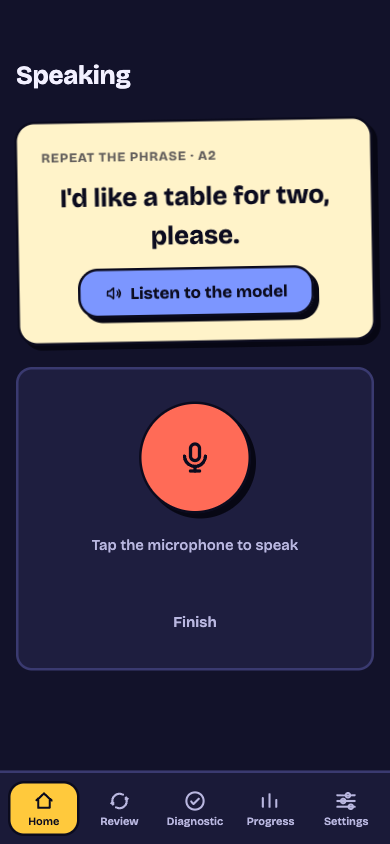 Speaking
REPEAT THE PHRASE · A2
I'd like a table for two,
please.
Listen to the model
Tap the microphone to speak
Finish
Home
Review
Diagnostic
Progress
Settings